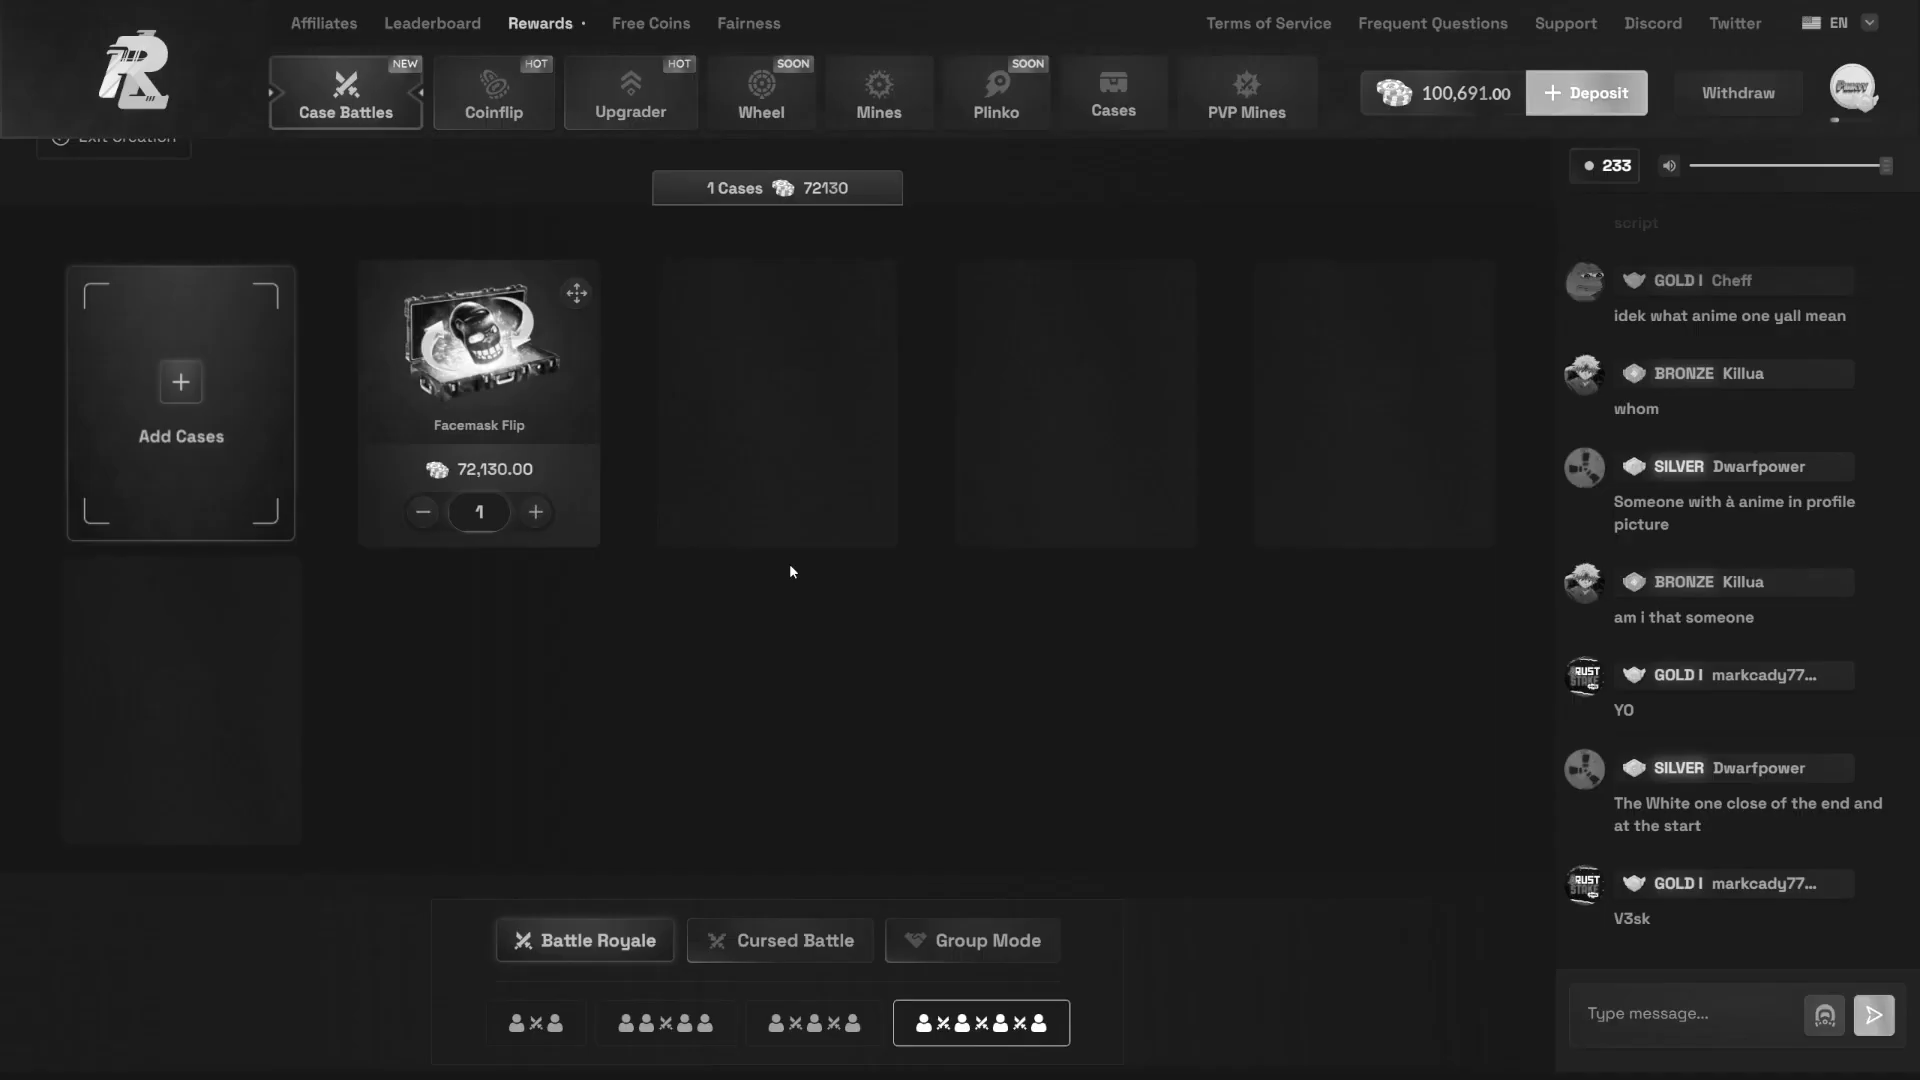 Affiliates Leaderboard Rewards Free Coins Fairness Terms of Service Frequent Questions Support Discord Twitter EN
NEW HOT HOT SOON SOON
Case Battles Coinflip Upgrader Wheel Mines Plinko Cases PVP Mines 100,691.00 Deposit Withdraw
Exit Creation
233
1 Cases 72130
script
GOLD I Cheff
idek what anime one yall mean
BRONZE Killua
whom
SILVER Dwarfpower
Someone with à anime in profile
picture
BRONZE Killua
am i that someone
GOLD I markcady77...
YO
SILVER Dwarfpower
The White one close of the end and
at the start
GOLD I markcady77...
V3sk
Add Cases
Facemask Flip
72,130.00
1
Battle Royale Cursed Battle Group Mode
Type message...